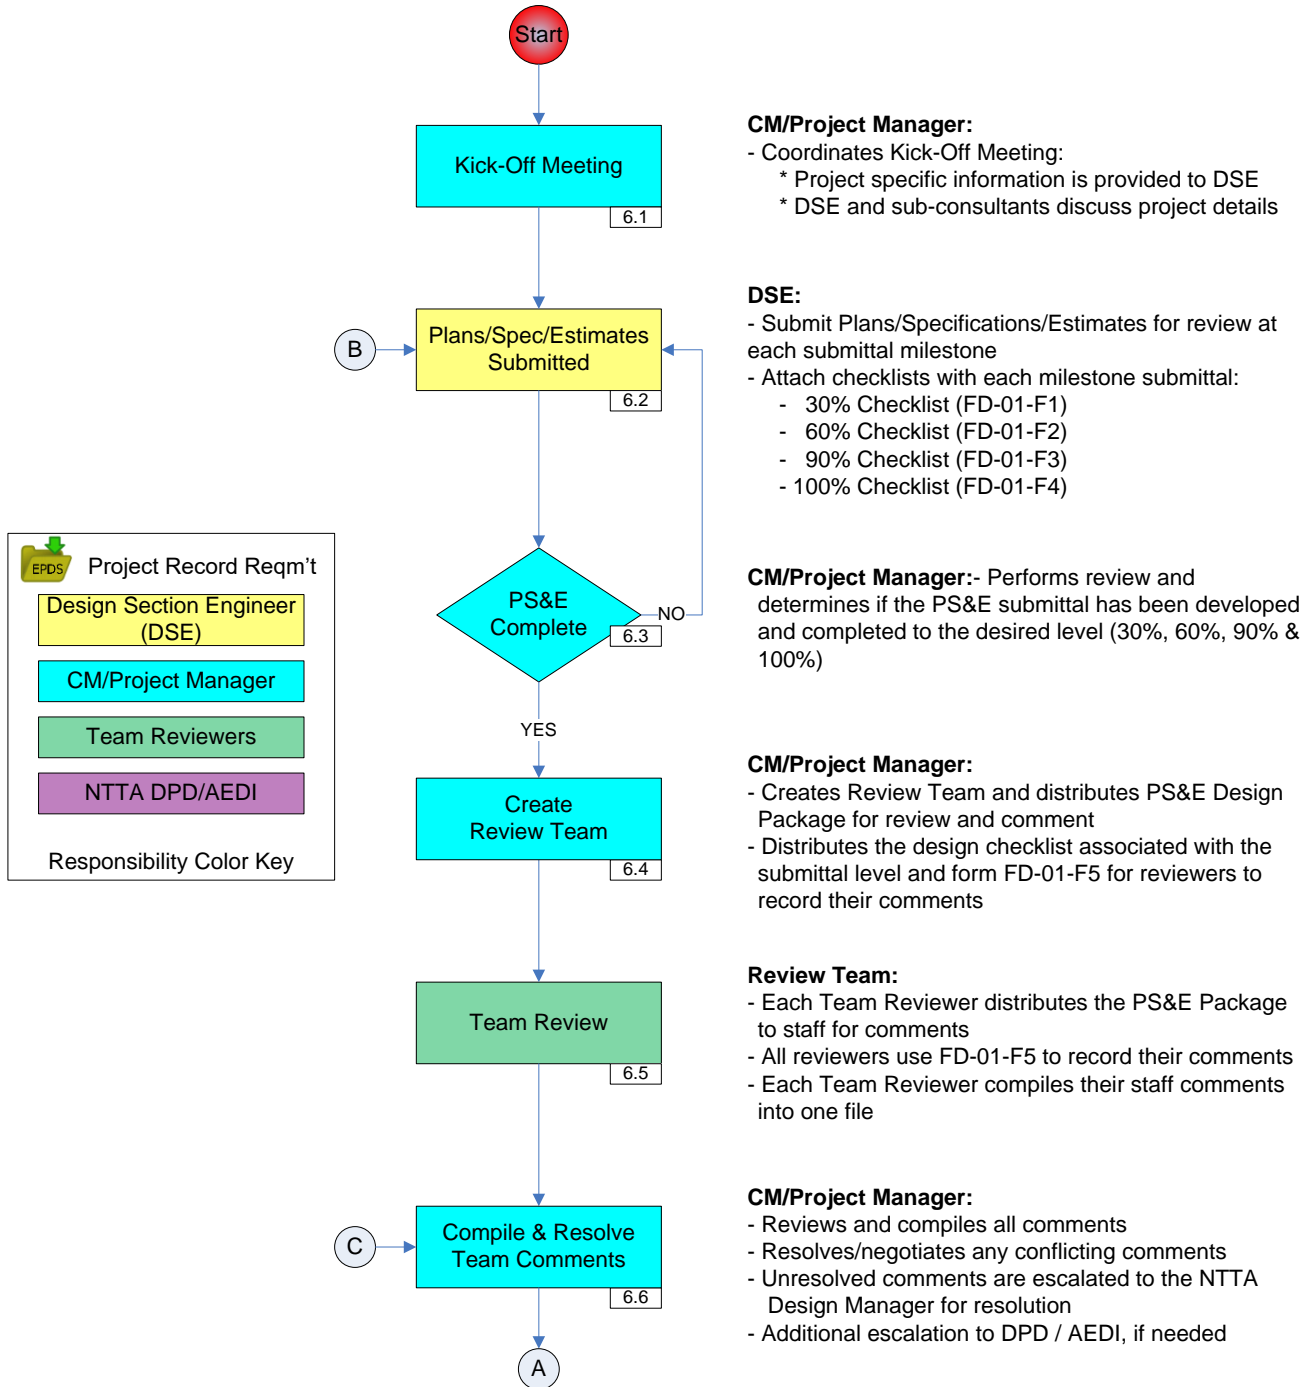 Start
Kick-Off Meeting
6.1
CM/Project Manager:
- Coordinates Kick-Off Meeting:
* Project specific information is provided to DSE
* DSE and sub-consultants discuss project details
B
Plans/Spec/Estimates
Submitted
6.2
DSE:
- Submit Plans/Specifications/Estimates for review at
each submittal milestone
- Attach checklists with each milestone submittal:
- 30% Checklist (FD-01-F1)
- 60% Checklist (FD-01-F2)
- 90% Checklist (FD-01-F3)
- 100% Checklist (FD-01-F4)
EPDS
Project Record Reqm't
Design Section Engineer
(DSE)
CM/Project Manager
Team Reviewers
NTTA DPD/AEDI
Responsibility Color Key
PS&E
Complete
6.3
NO
YES
CM/Project Manager:- Performs review and
determines if the PS&E submittal has been developed
and completed to the desired level (30%, 60%, 90% &
100%)
Create
Review Team
6.4
CM/Project Manager:
- Creates Review Team and distributes PS&E Design
Package for review and comment
- Distributes the design checklist associated with the
submittal level and form FD-01-F5 for reviewers to
record their comments
Team Review
6.5
Review Team:
- Each Team Reviewer distributes the PS&E Package
to staff for comments
- All reviewers use FD-01-F5 to record their comments
- Each Team Reviewer compiles their staff comments
into one file
C
Compile & Resolve
Team Comments
6.6
CM/Project Manager:
- Reviews and compiles all comments
- Resolves/negotiates any conflicting comments
- Unresolved comments are escalated to the NTTA
Design Manager for resolution
- Additional escalation to DPD / AEDI, if needed
A